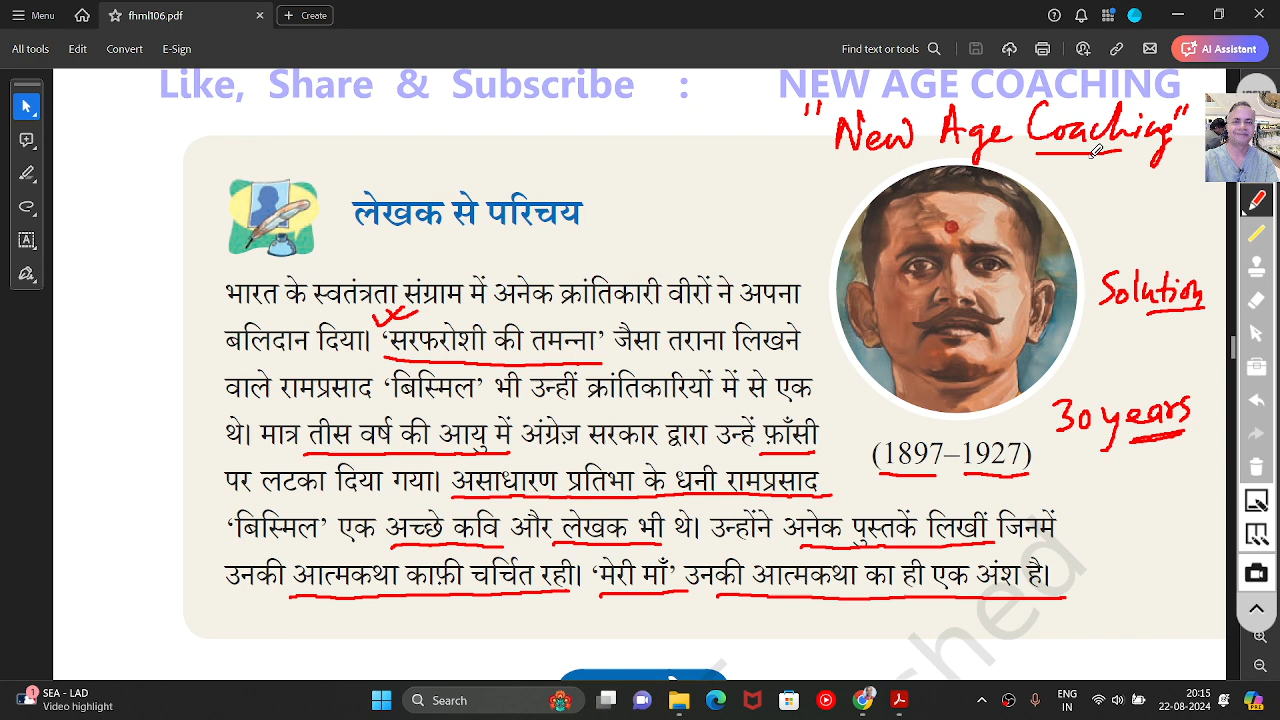 Menu
fhml106.pdf
Create
All tools
Edit
Convert
E-Sign
Find text or tools
AI Assistant
Like, Share & Subscribe : NEW AGE COACHING
"New Age Coaching"
लेखक से परिचय
भारत के स्वतंत्रता संग्राम में अनेक क्रांतिकारी वीरों ने अपना
बलिदान दिया। ‘सरफरोशी की तमन्ना’ जैसा तराना लिखने
वाले रामप्रसाद ‘बिस्मिल’ भी उन्हीं क्रांतिकारियों में से एक
थे। मात्र तीस वर्ष की आयु में अंग्रेज़ सरकार द्वारा उन्हें फ़ाँसी
पर लटका दिया गया। असाधारण प्रतिभा के धनी रामप्रसाद
‘बिस्मिल’ एक अच्छे कवि और लेखक भी थे। उन्होंने अनेक पुस्तकें लिखीं जिनमें
उनकी आत्मकथा काफ़ी चर्चित रही। ‘मेरी माँ’ उनकी आत्मकथा का ही एक अंश है।
Solution
30 years
(1897–1927)
shed
SEA - LAD
Video highlight
Search
ENG
IN
20:15
22-08-2024